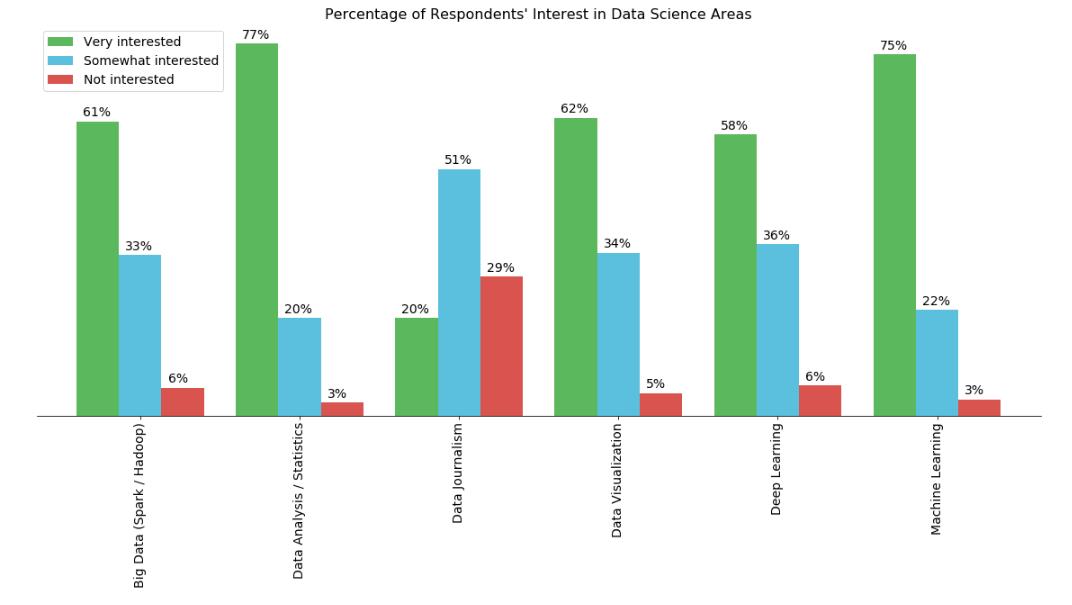 Percentage of Respondents' Interest in Data Science Areas
Very interested
Somewhat interested
Not interested
61%
33%
6%
77%
20%
3%
20%
51%
29%
62%
34%
5%
58%
36%
6%
75%
22%
3%
Big Data (Spark / Hadoop)
Data Analysis / Statistics
Data Journalism
Data Visualization
Deep Learning
Machine Learning